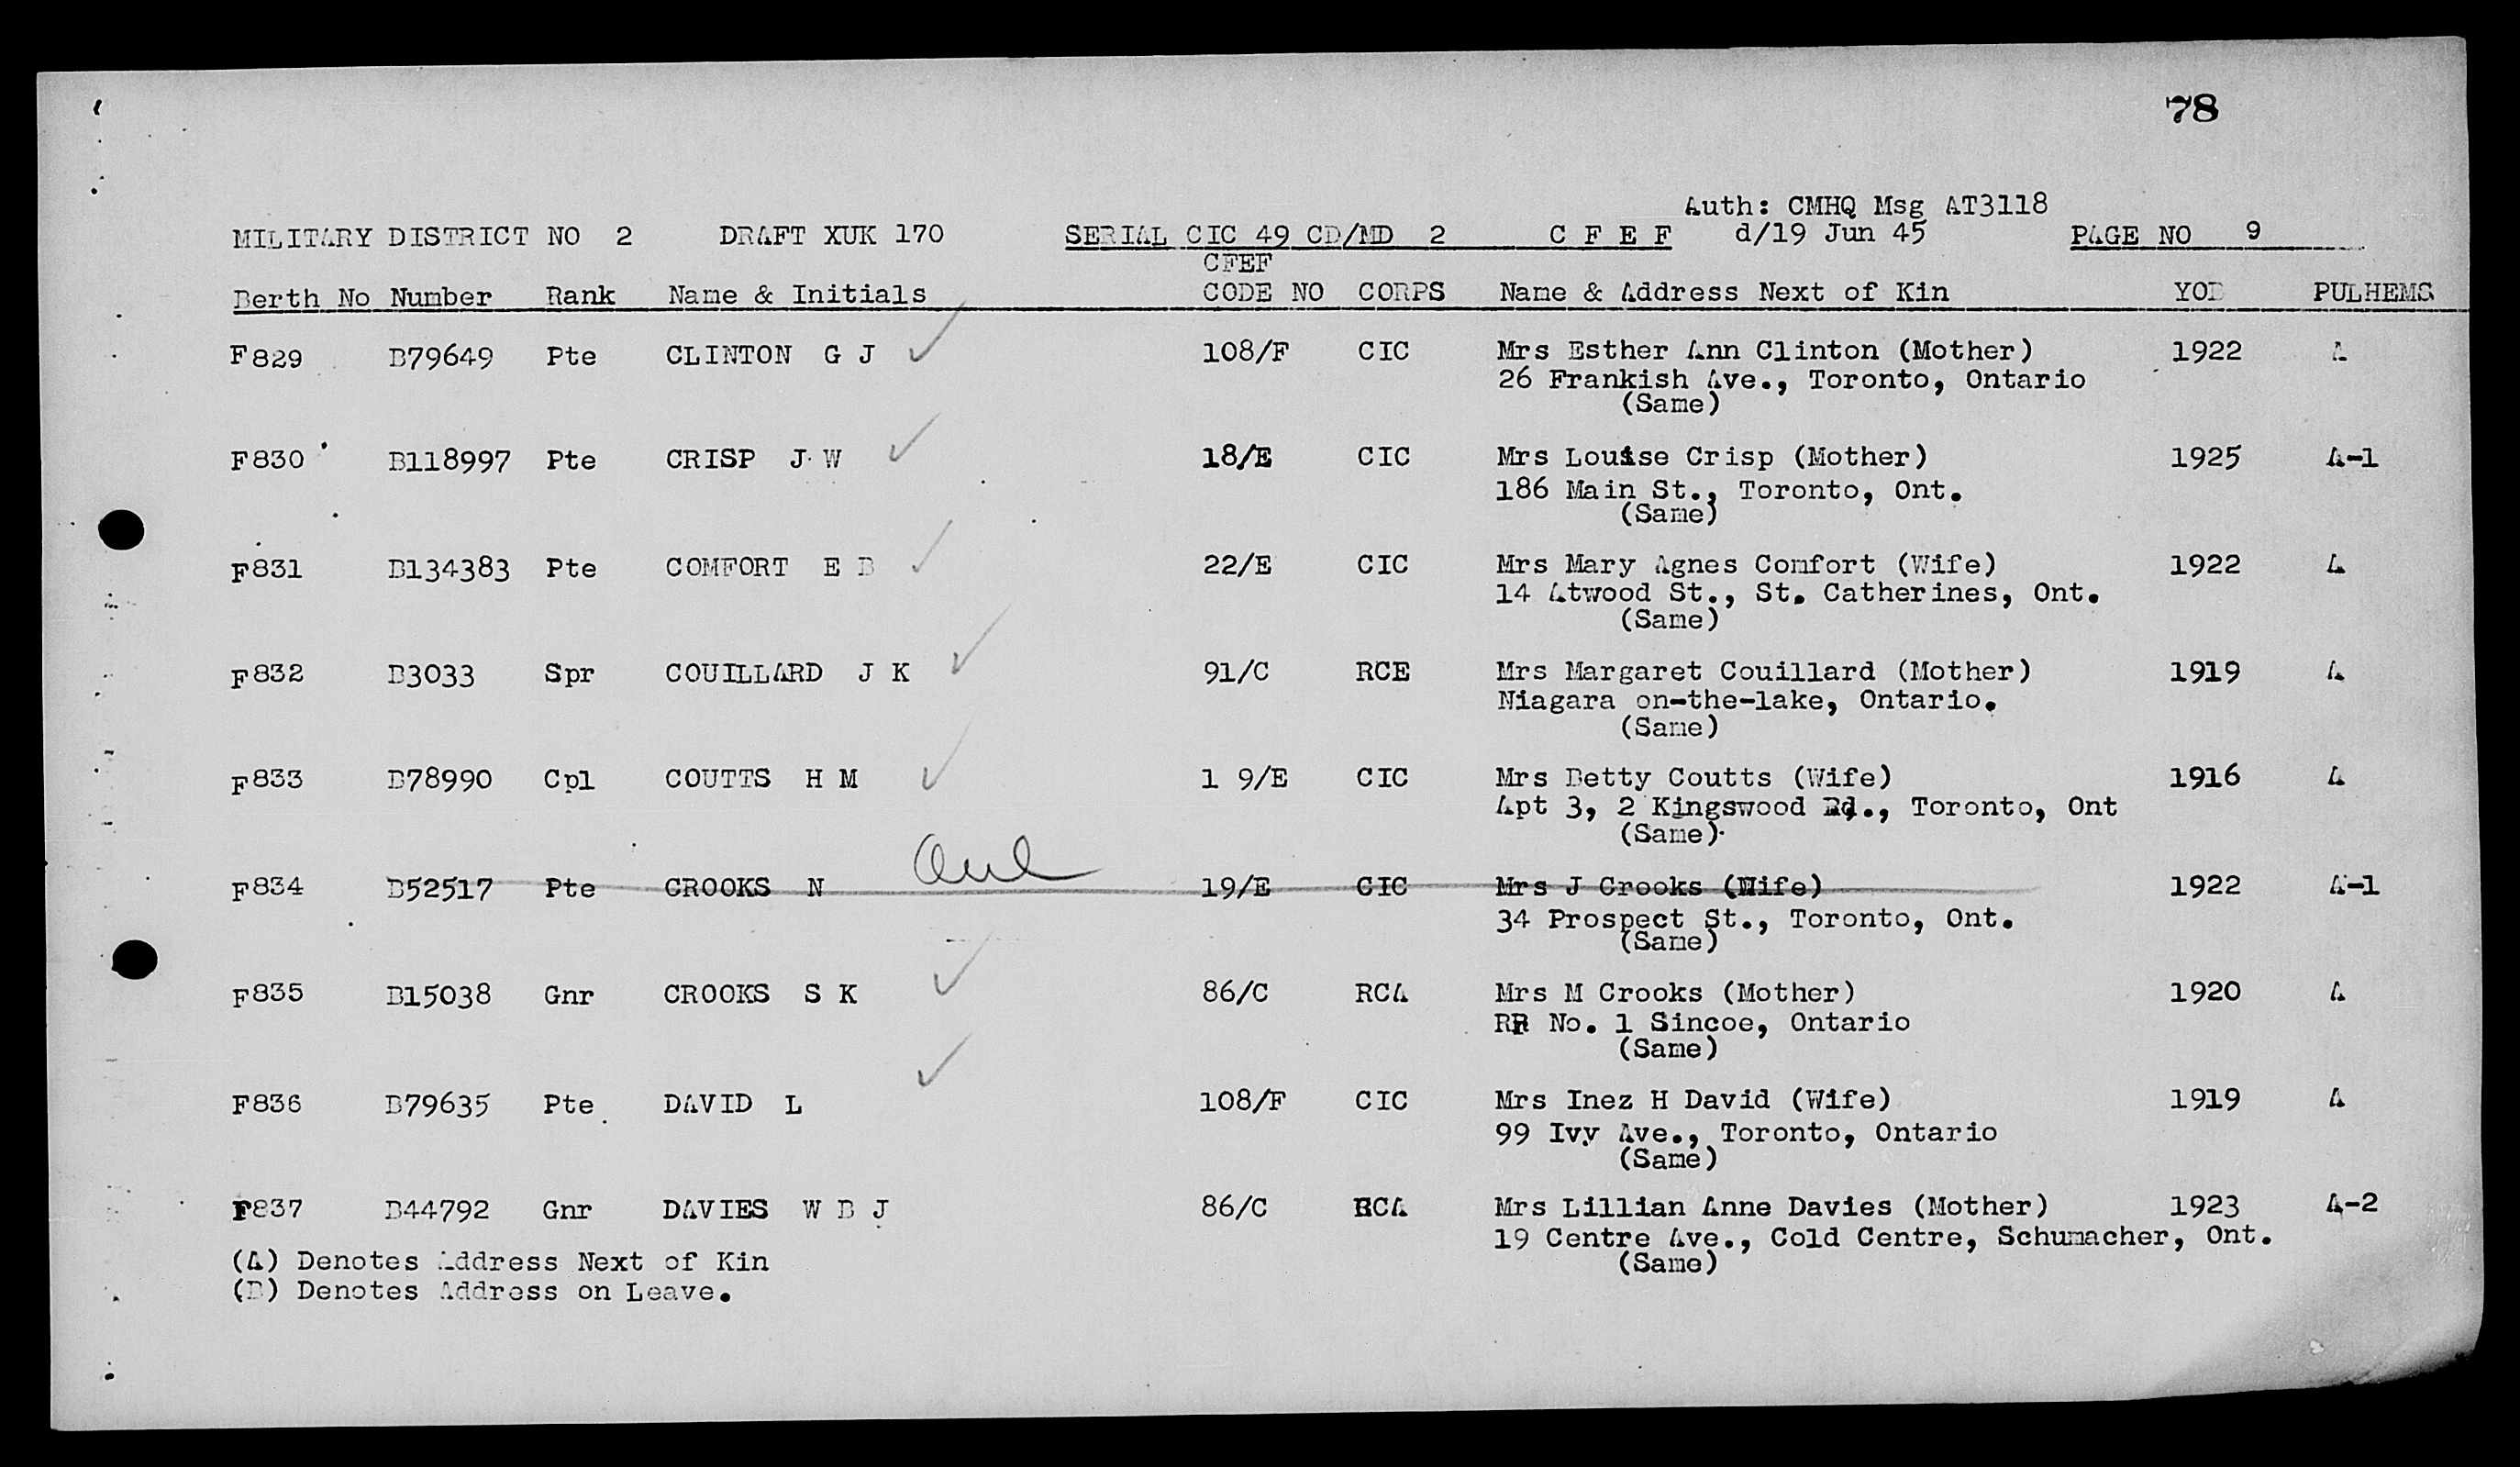 78
Auth: CMHQ Msg AT3118
MILITARY DISTRICT NO 2 DRAFT XUK 170 SERIAL CIC 49 CD/MD 2 C F E F d/19 Jun 45 PAGE NO 9
CFEF
Berth No Number Rank Name & Initials CODE NO CORPS Name & Address Next of Kin YOB PULHEMS
F829 B79649 Pte CLINTON G J 108/F CIC Mrs Esther Ann Clinton (Mother) 1922 A
26 Frankish Ave., Toronto, Ontario
(Same)
F830 B118997 Pte CRISP J W 18/E CIC Mrs Louise Crisp (Mother) 1925 A-1
186 Main St., Toronto, Ont.
(Same)
F831 B134383 Pte COMFORT E B 22/E CIC Mrs Mary Agnes Comfort (Wife) 1922 A
14 Atwood St., St. Catherines, Ont.
(Same)
F832 B3033 Spr COUILLARD J K 91/C RCE Mrs Margaret Couillard (Mother) 1919 A
Niagara on-the-lake, Ontario.
(Same)
F833 B78990 Cpl COUTTS H M 1 9/E CIC Mrs Betty Coutts (Wife) 1916 A
Apt 3, 2 Kingswood Rd., Toronto, Ont
(Same)
F834 B52517 Pte CROOKS N 19/E CIC Mrs J Crooks (Wife) 1922 A-1
34 Prospect St., Toronto, Ont.
(Same)
F835 B15038 Gnr CROOKS S K 86/C RCA Mrs M Crooks (Mother) 1920 A
RR No. 1 Sincoe, Ontario
(Same)
F836 B79635 Pte DAVID L 108/F CIC Mrs Inez H David (Wife) 1919 A
99 Ivy Ave., Toronto, Ontario
(Same)
F837 B44792 Gnr DAVIES W B J 86/C RCA Mrs Lillian Anne Davies (Mother) 1923 A-2
19 Centre Ave., Cold Centre, Schumacher, Ont.
(Same)
(A) Denotes Address Next of Kin
(B) Denotes Address on Leave.